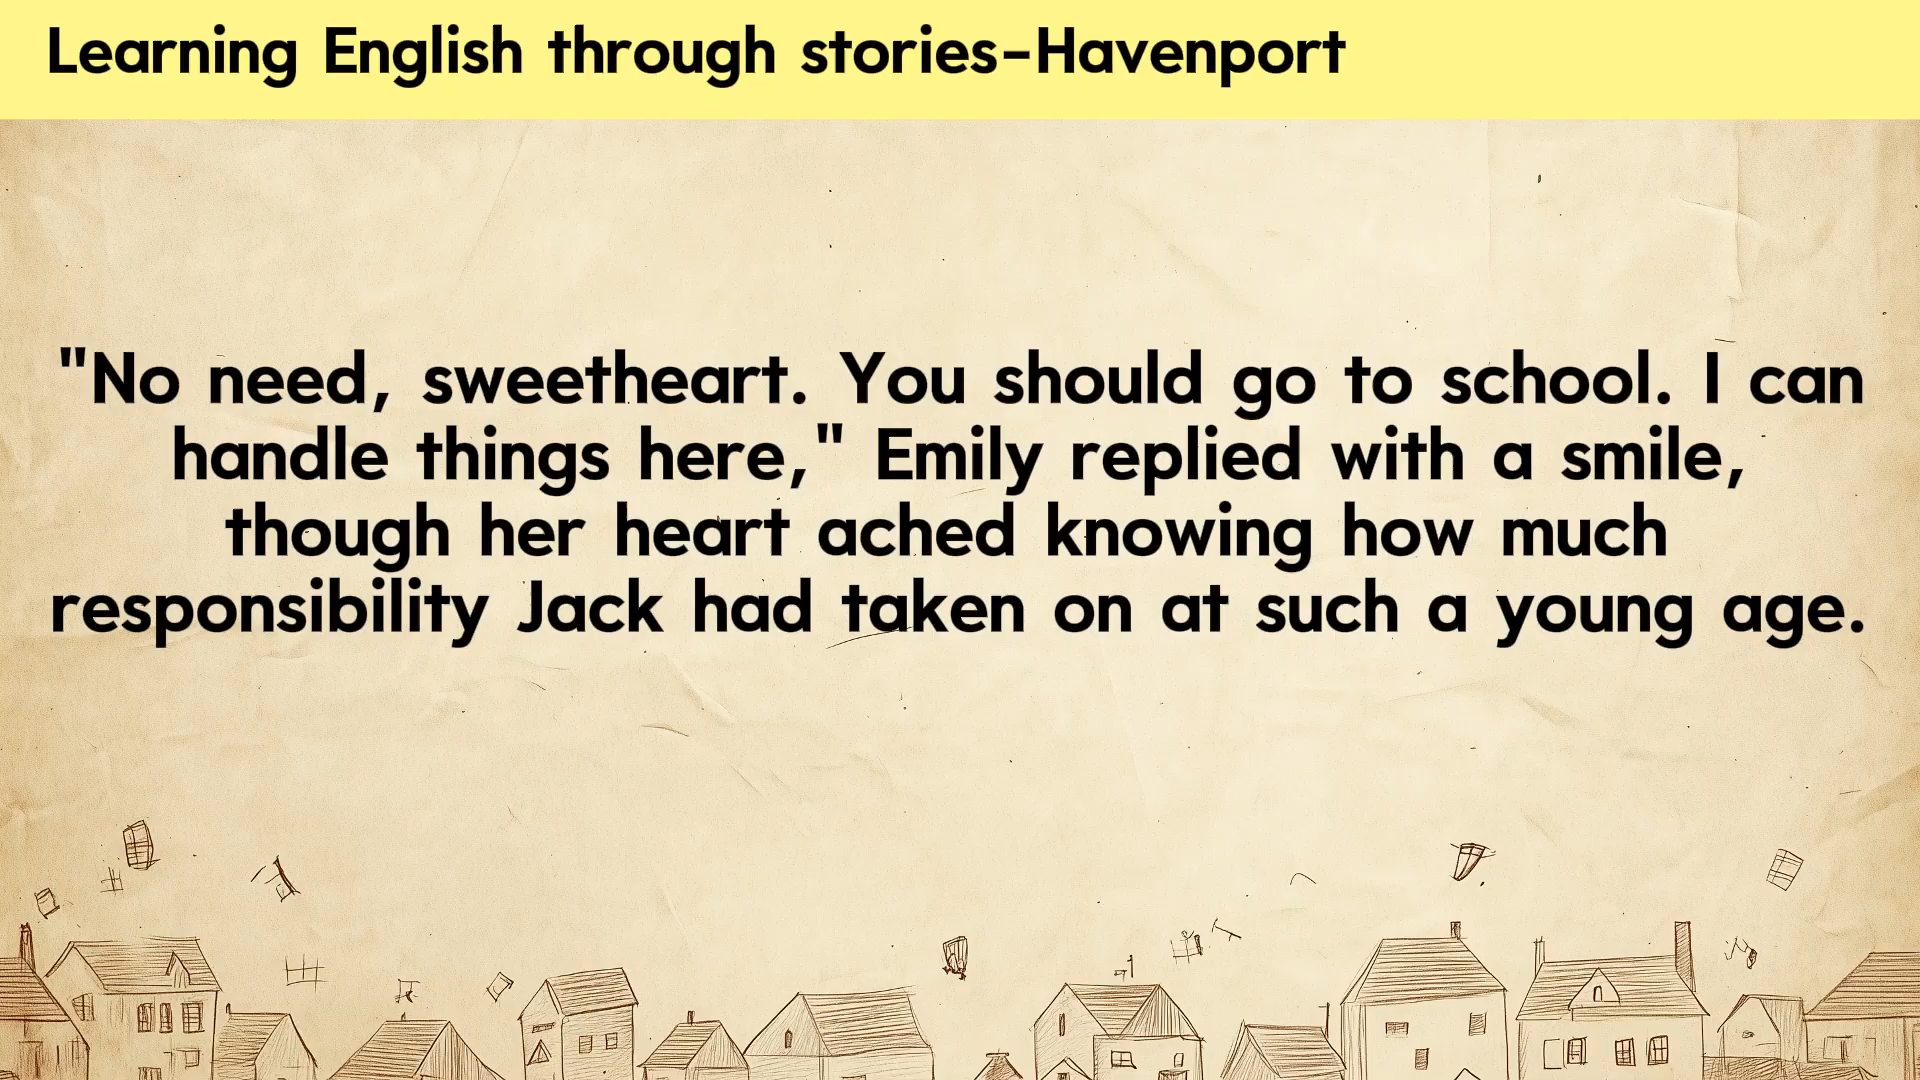 Learning English through stories-Havenport
"No need, sweetheart. You should go to school. I can
handle things here," Emily replied with a smile,
though her heart ached knowing how much
responsibility Jack had taken on at such a young age.